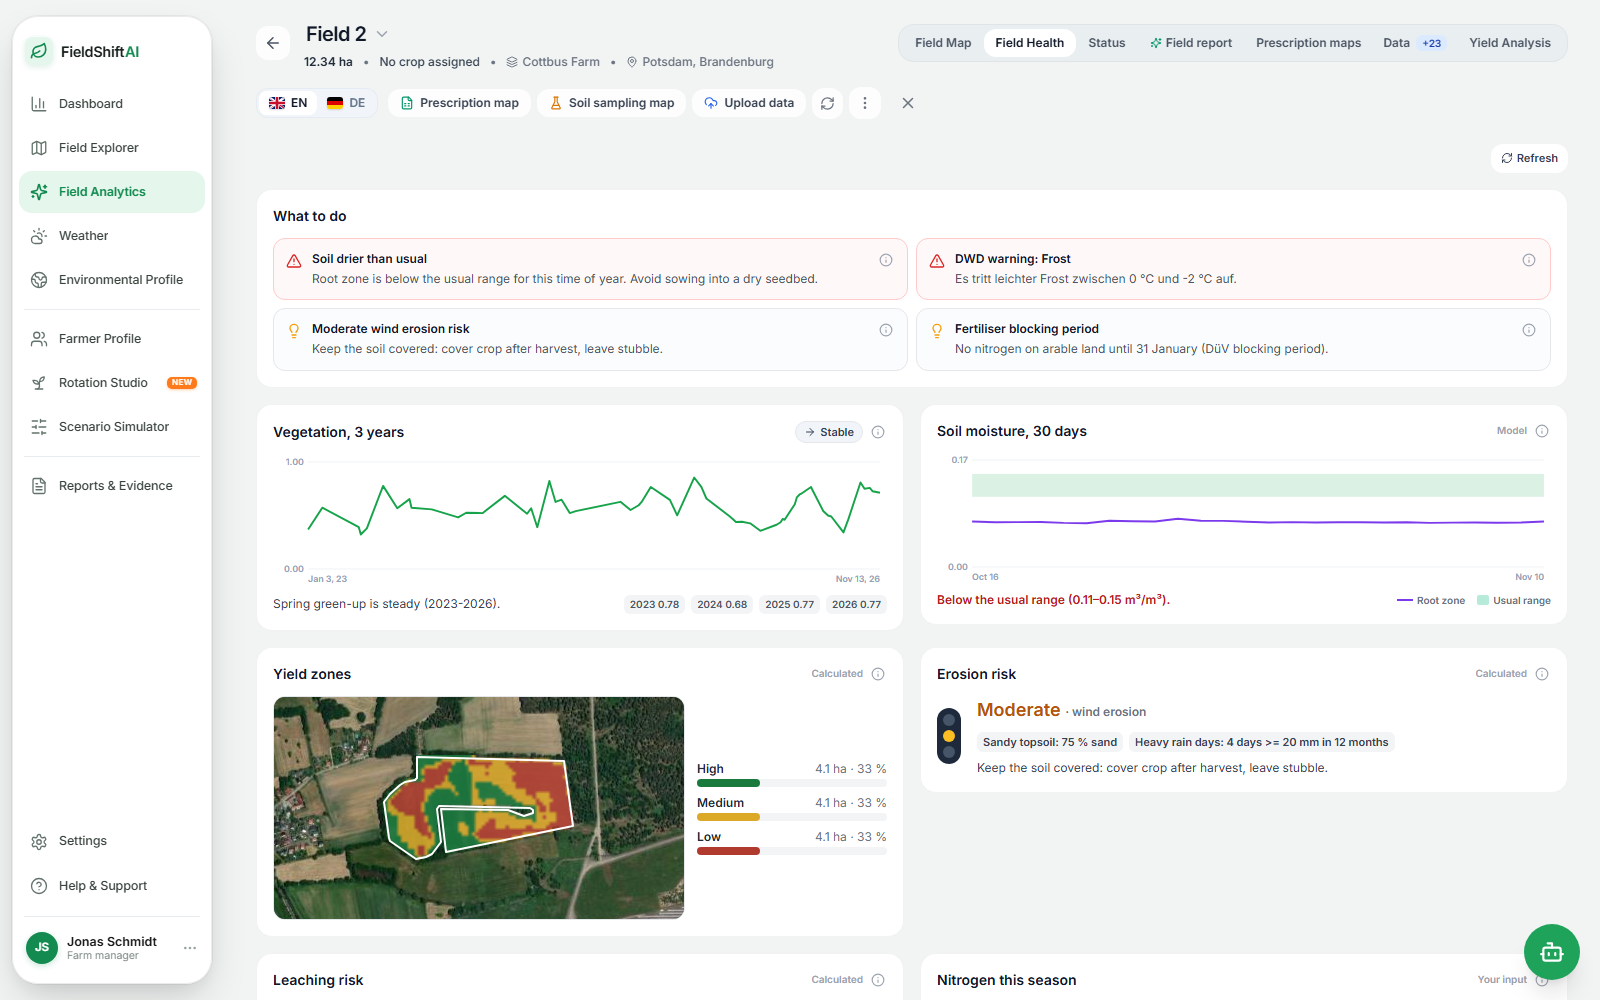 FieldShiftAI
Dashboard
Field Explorer
Field Analytics
Weather
Environmental Profile
Farmer Profile
Rotation Studio NEW
Scenario Simulator
Reports & Evidence
Settings
Help & Support
JS Jonas Schmidt
Farm manager
Field 2
12.34 ha • No crop assigned • Cottbus Farm • Potsdam, Brandenburg
Field Map Field Health Status Field report Prescription maps Data +23 Yield Analysis
EN DE Prescription map Soil sampling map Upload data
Refresh
What to do
Soil drier than usual
Root zone is below the usual range for this time of year. Avoid sowing into a dry seedbed.
DWD warning: Frost
Es tritt leichter Frost zwischen 0 °C und -2 °C auf.
Moderate wind erosion risk
Keep the soil covered: cover crop after harvest, leave stubble.
Fertiliser blocking period
No nitrogen on arable land until 31 January (DüV blocking period).
Vegetation, 3 years
Stable
1.00
0.00
Jan 3, 23 Nov 13, 26
Spring green-up is steady (2023-2026).
2023 0.78 2024 0.68 2025 0.77 2026 0.77
Soil moisture, 30 days
Model
0.17
0.00
Oct 16 Nov 10
Below the usual range (0.11–0.15 m³/m³).
Root zone Usual range
Yield zones
Calculated
High 4.1 ha · 33 %
Medium 4.1 ha · 33 %
Low 4.1 ha · 33 %
Erosion risk
Calculated
Moderate · wind erosion
Sandy topsoil: 75 % sand Heavy rain days: 4 days >= 20 mm in 12 months
Keep the soil covered: cover crop after harvest, leave stubble.
Leaching risk
Calculated
Nitrogen this season
Your input